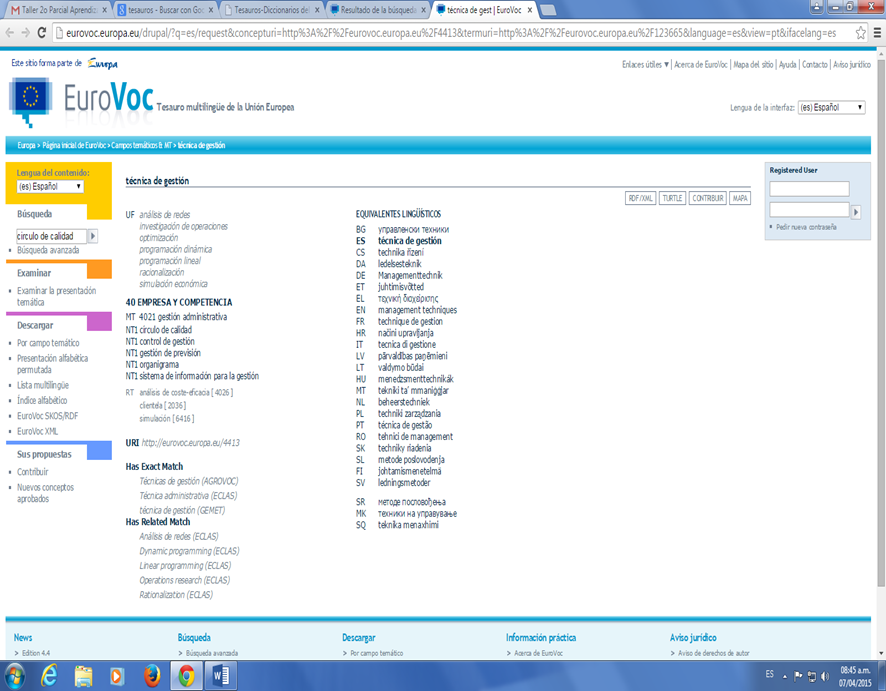 Taller 2o Parcial Aprendiz
tesauros - Buscar con Goo
Tesauros-Diccionarios del
Resultado de la búsqueda
técnica de gest | EuroVoc
eurovoc.europa.eu/drupal/?q=es/request&concepturi=http%3A%2F%2Feurovoc.europa.eu%2F4413&termuri=http%3A%2F%2Feurovoc.europa.eu%2F123665&language=es&view=pt&ifacelang=es
Este sitio forma parte de Europa
Enlaces útiles ▼ | Acerca de EuroVoc | Mapa del sitio | Ayuda | Contacto | Aviso jurídico
EuroVoc Tesauro multilingüe de la Unión Europea
Lengua de la interfaz: (es) Español
Europa > Página inicial de EuroVoc > Campos temáticos & MT > técnica de gestión
Lengua del contenido:
(es) Español
Búsqueda
circulo de calidad
Búsqueda avanzada
Examinar
Examinar la presentación
temática
Descargar
Por campo temático
Presentación alfabética
permutada
Lista multilingüe
Índice alfabético
EuroVoc SKOS/RDF
EuroVoc XML
Sus propuestas
Contribuir
Nuevos conceptos
aprobados
técnica de gestión
RDF/XML TURTLE CONTRIBUIR MAPA
UF análisis de redes
investigación de operaciones
optimización
programación dinámica
programación lineal
racionalización
simulación económica
40 EMPRESA Y COMPETENCIA
MT 4021 gestión administrativa
NT1 círculo de calidad
NT1 control de gestión
NT1 gestión de previsión
NT1 organigrama
NT1 sistema de información para la gestión
RT análisis de coste-eficacia [ 4026 ]
clientela [ 2036 ]
simulación [ 6416 ]
URI http://eurovoc.europa.eu/4413
Has Exact Match
Técnicas de gestión (AGROVOC)
Técnica administrativa (ECLAS)
técnica de gestión (GEMET)
Has Related Match
Análisis de redes (ECLAS)
Dynamic programming (ECLAS)
Linear programming (ECLAS)
Operations research (ECLAS)
Rationalization (ECLAS)
EQUIVALENTES LINGÜÍSTICOS
BG управленски техники
ES técnica de gestión
CS technika řízení
DA ledelsesteknik
DE Managementtechnik
ET juhtimisvõtted
EL τεχνική διαχείρισης
EN management techniques
FR technique de gestion
HR načini upravljanja
IT tecnica di gestione
LV pārvaldības paņēmieni
LT valdymo būdai
HU menedzsmenttechnikák
MT tekniki ta' mmaniġġjar
NL beheerstechniek
PL techniki zarządzania
PT técnica de gestão
RO tehnici de management
SK techniky riadenia
SL metode poslovodenja
FI johtamismenetelmä
SV ledningsmetoder
SR методе пословођења
MK техники на управување
SQ teknika menaxhimi
Registered User
Pedir nueva contraseña
News
Búsqueda
Descargar
Información práctica
Aviso jurídico
> Edition 4.4
> Búsqueda avanzada
> Por campo temático
> Acerca de EuroVoc
> Aviso de derechos de autor
ES
08:45 a.m.
07/04/2015